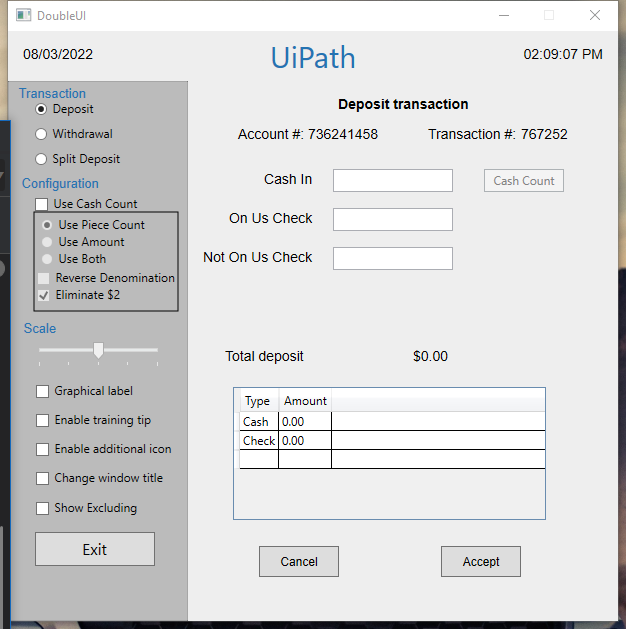 DoubleUI
08/03/2022
UiPath
02:09:07 PM
Transaction
Deposit
Withdrawal
Split Deposit
Configuration
Use Cash Count
Use Piece Count
Use Amount
Use Both
Reverse Denomination
Eliminate $2
Scale
Graphical label
Enable training tip
Enable additional icon
Change window title
Show Excluding
Exit
Deposit transaction
Account #: 736241458 Transaction #: 767252
Cash In
Cash Count
On Us Check
Not On Us Check
Total deposit $0.00
Type Amount
Cash 0.00
Check 0.00
Cancel Accept